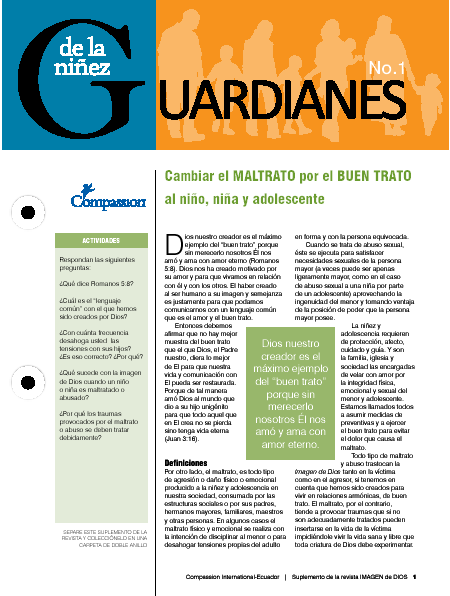 de la
niñez
No.1
GUARDIANES
Compassion
Cambiar el MALTRATO por el BUEN TRATO
al niño, niña y adolescente
ACTIVIDADES
Respondan las siguientes
preguntas:
¿Qué dice Romanos 5:8?
¿Cuál es el “lenguaje
común” con el que hemos
sido creados por Dios?
¿Con cuánta frecuencia
desahoga usted las
tensiones con sus hijos?
¿Es eso correcto? ¿Por qué?
¿Qué sucede con la imagen
de Dios cuando un niño
o niña es maltratado o
abusado?
¿Por qué los traumas
provocados por el maltrato
o abuso se deben tratar
debidamente?
SEPARE ESTE SUPLEMENTO DE LA
REVISTA Y COLECCIÓNELO EN UNA
CARPETA DE DOBLE ANILLO
Dios nuestro creador es el máximo
ejemplo del “buen trato” porque
sin merecerlo nosotros Él nos
amó y ama con amor eterno (Romanos
5:8). Dios nos ha creado motivado por
su amor y para que vivamos en relación
con él y con los otros. El haber creado
al ser humano a su imagen y semejanza
es justamente para que podamos
comunicarnos con un lenguaje común
que es el amor y el buen trato.
Entonces debemos
afirmar que no hay mejor
muestra del buen trato
que el que Dios, el Padre
nuestro, diera lo mejor
de Él para que nuestra
vida y comunicación con
El pueda ser restaurada.
Porque de tal manera
amó Dios al mundo que
dio a su hijo unigénito
para que todo aquel que
en El crea no se pierda
sino tenga vida eterna
(Juan 3:16).
Definiciones
Por otro lado, el maltrato, es todo tipo
de agresión o daño físico o emocional
producido a la niñez y adolescencia en
nuestra sociedad, consumada por las
estructuras sociales o por sus padres,
hermanos mayores, familiares, maestros
y otras personas. En algunos casos el
maltrato físico y emocional se realiza con
la intención de disciplinar al menor o para
desahogar tensiones propias del adulto
Dios nuestro
creador es el
máximo ejemplo
del “buen trato”
porque sin
merecerlo
nosotros Él nos
amó y ama con
amor eterno.
en forma y con la persona equivocada.
Cuando se trata de abuso sexual,
éste se ejecuta para satisfacer
necesidades sexuales de la persona
mayor (a veces puede ser apenas
ligeramente mayor, como en el caso
de abuso sexual a una niña por parte
de un adolescente) aprovechando la
ingenuidad del menor y tomando ventaja
de la posición de poder que la persona
mayor posee.
La niñez y
adolescencia requieren
de protección, afecto,
cuidado y guía. Y son
la familia, iglesia y
sociedad las encargadas
de velar con amor por
la integridad física,
emocional y sexual del
menor y adolescente.
Estamos llamados todos
a asumir medidas de
preventivas y a ejercer
el buen trato para evitar
el dolor que causa el
maltrato.
Todo tipo de maltrato
y abuso trastocan la
Imagen de Dios tanto en la víctima
como en el agresor, si tenemos en
cuenta que hemos sido creados para
vivir en relaciones armónicas, de buen
trato. El maltrato, por el contrario,
tiende a provocar traumas que si no
son adecuadamente tratados pueden
insertarse en la vida de la víctima
impidiéndole vivir la vida sana y libre que
toda criatura de Dios debe experimentar.
Compassion International-Ecuador | Suplemento de la revista IMAGEN de DIOS 1